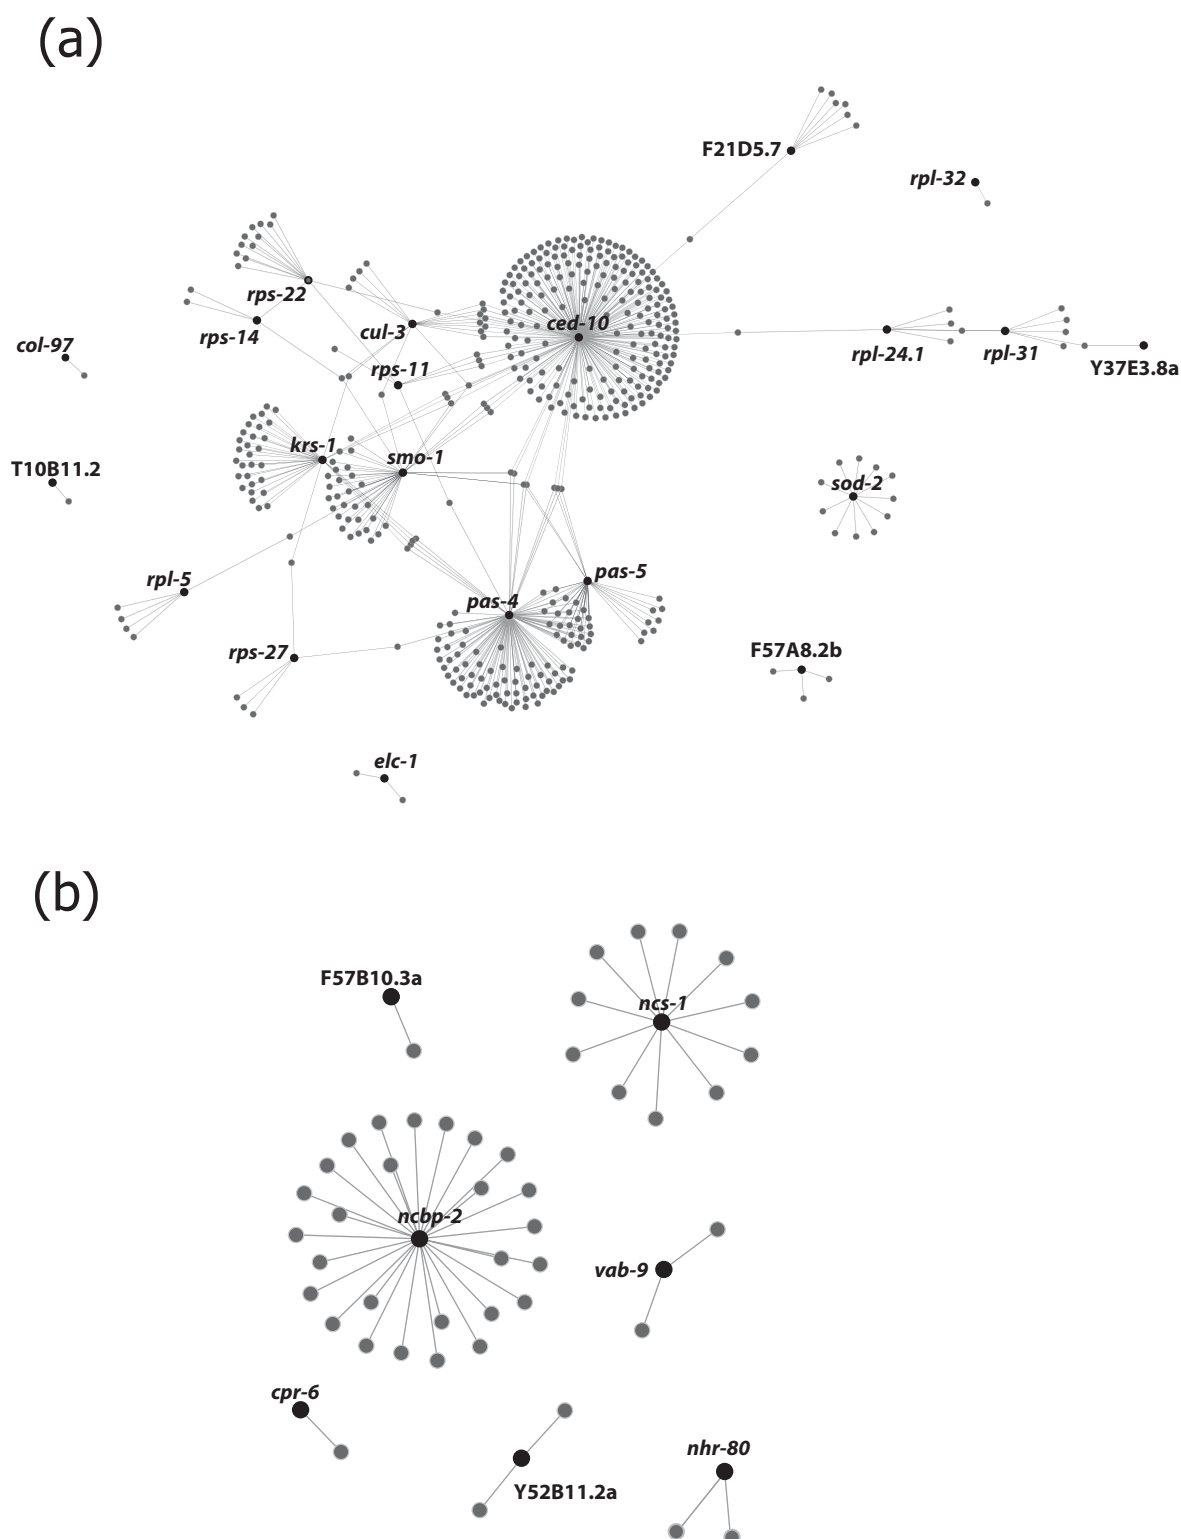 (a)
F21D5.7
rpl-32
rps-22
rps-14
cul-3
ced-10
col-97
rps-11
rpl-24.1
rpl-31
Y37E3.8a
krs-1
smo-1
T10B11.2
sod-2
rpl-5
pas-5
pas-4
rps-27
F57A8.2b
elc-1
(b)
F57B10.3a
ncs-1
ncbp-2
vab-9
cpr-6
nhr-80
Y52B11.2a